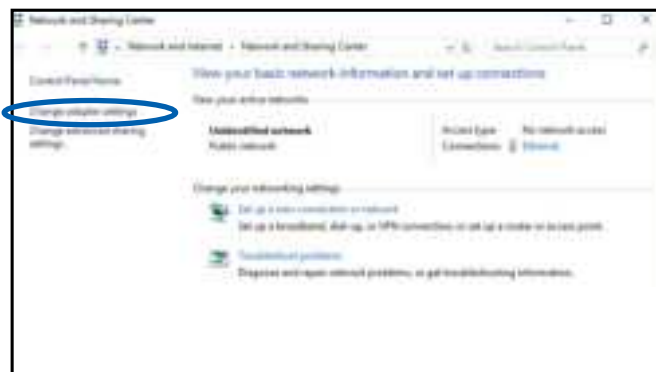 Network and Sharing Center
Network and Internet › Network and Sharing Center
Search Control Panel
Control Panel Home
Change adapter settings
Change advanced sharing
settings
View your basic network information and set up connections
View your active networks
Unidentified network
Public network
Access type: No network access
Connections: Ethernet
Change your networking settings
Set up a new connection or network
Set up a broadband, dial-up, or VPN connection; or set up a router or access point.
Troubleshoot problems
Diagnose and repair network problems, or get troubleshooting information.